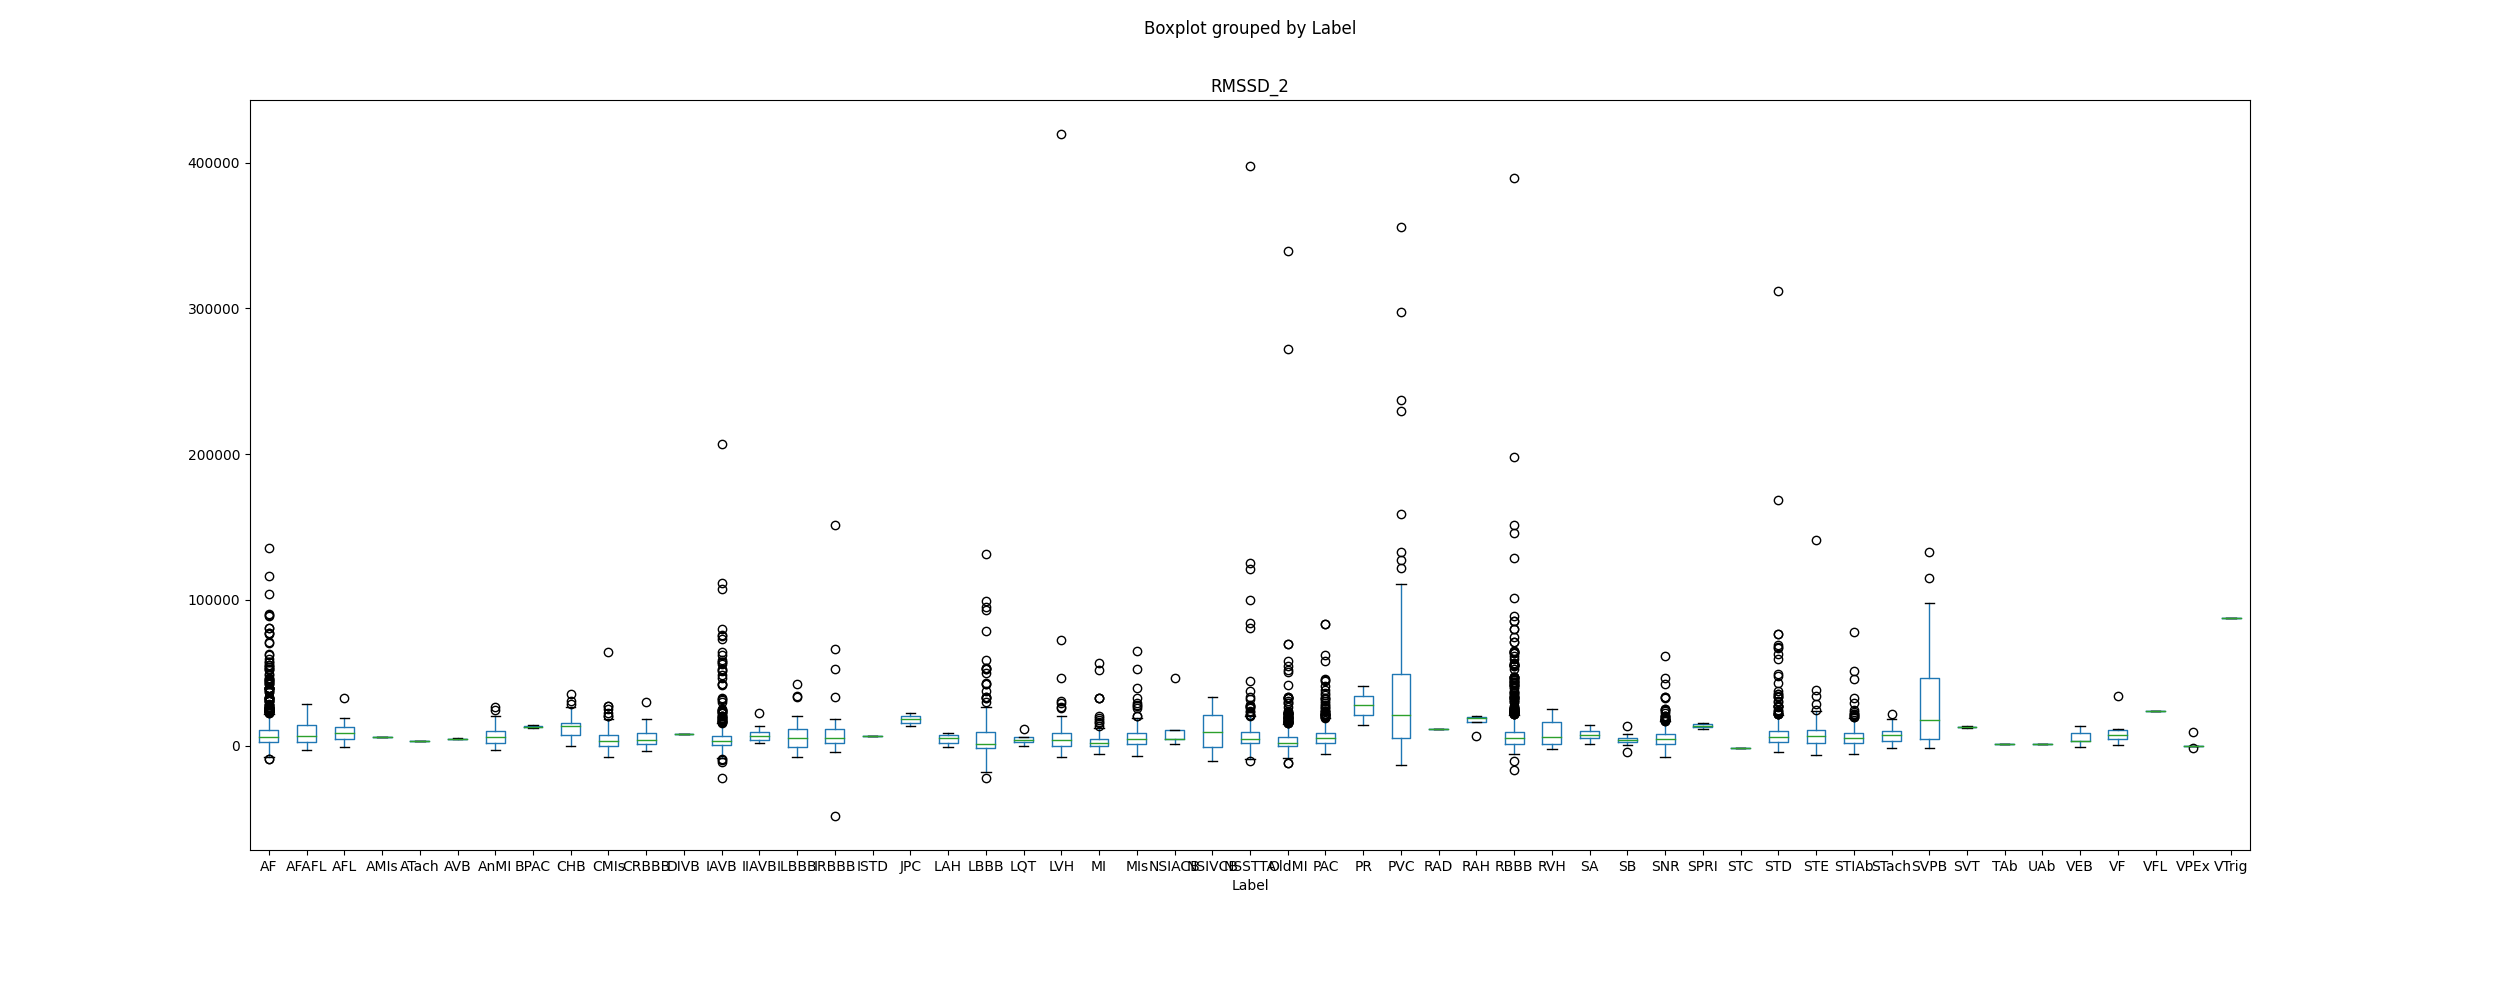 Boxplot grouped by Label
RMSSD_2
400000
300000
200000
100000
0
AF AFAFL AFL AMIs ATach AVB AnMI BPAC CHB CMIs CRBBB DIVB IAVB IIAVB ILBBB IRBBB ISTD JPC LAH LBBB LQT LVH MI MIs NSIACB NSIVCB NSSTTA OldMI PAC PR PVC RAD RAH RBBB RVH SA SB SNR SPRI STC STD STE STIAb STach SVPB SVT TAb UAb VEB VF VFL VPEx VTrig
Label